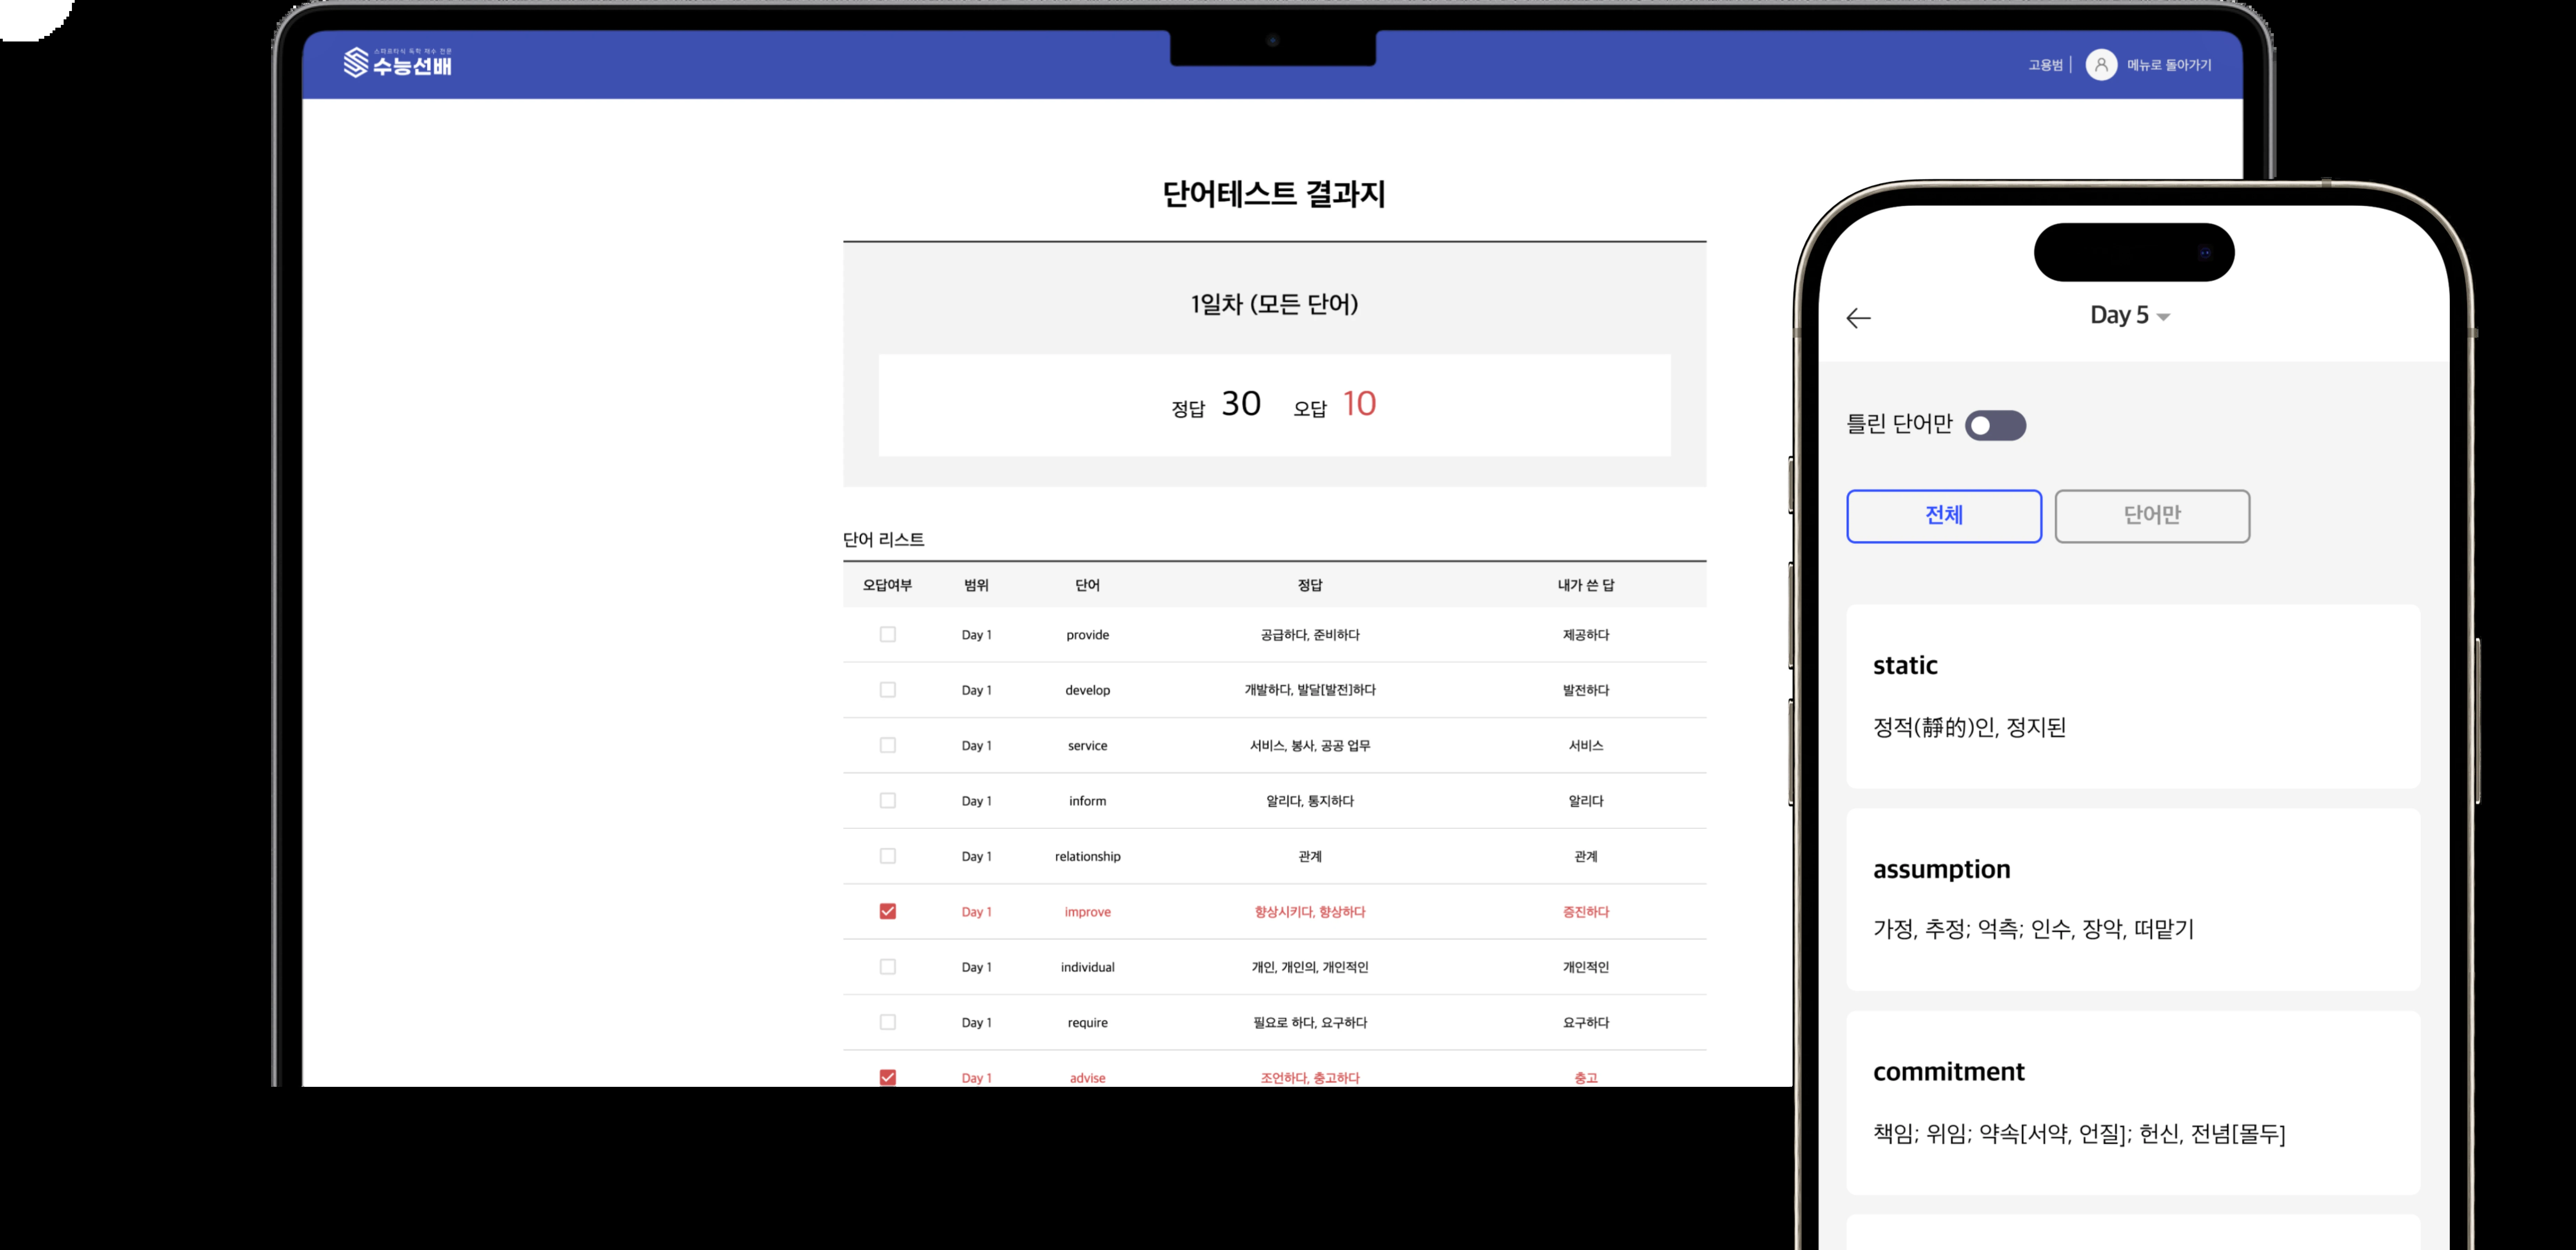 스파르타식 독학 재수 전문
수능선배
고용범 | 메뉴로 돌아가기
단어테스트 결과지
1일차 (모든 단어)
정답 30 오답 10
단어 리스트
오답여부 범위 단어 정답 내가 쓴 답
Day 1 provide 공급하다, 준비하다 제공하다
Day 1 develop 개발하다, 발달[발전]하다 발전하다
Day 1 service 서비스, 봉사, 공공 업무 서비스
Day 1 inform 알리다, 통지하다 알리다
Day 1 relationship 관계 관계
Day 1 improve 향상시키다, 향상하다 증진하다
Day 1 individual 개인, 개인의, 개인적인 개인적인
Day 1 require 필요로 하다, 요구하다 요구하다
Day 1 advise 조언하다, 충고하다 충고
Day 5
틀린 단어만
전체 단어만
static
정적(靜的)인, 정지된
assumption
가정, 추정; 억측; 인수, 장악, 떠맡기
commitment
책임; 위임; 약속[서약, 언질]; 헌신, 전념[몰두]